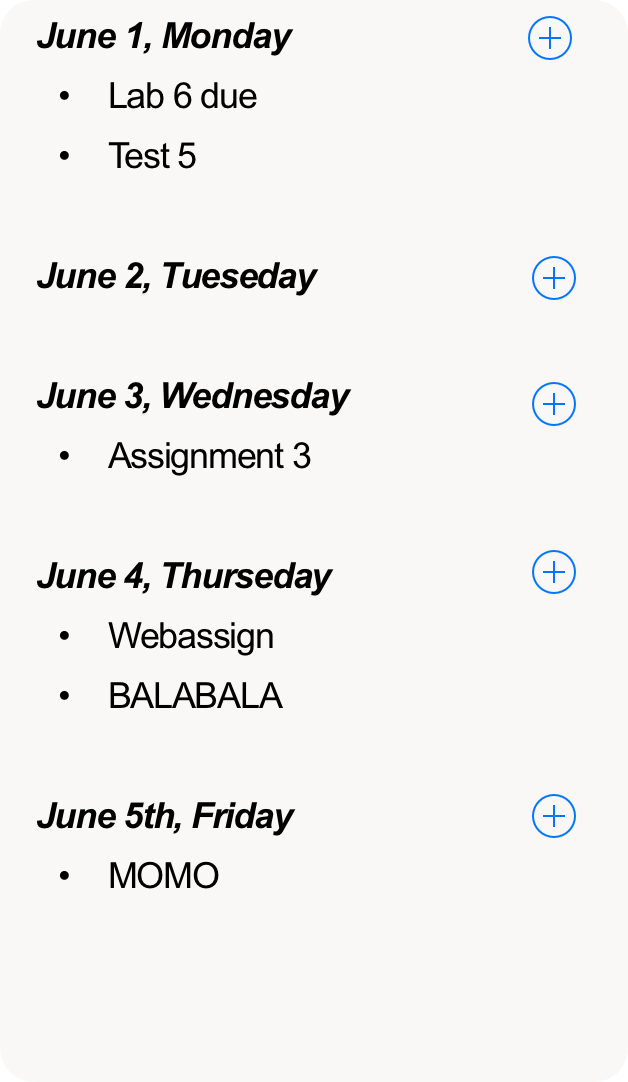 June 1, Monday
• Lab 6 due
• Test 5
June 2, Tueseday
June 3, Wednesday
• Assignment 3
June 4, Thurseday
• Webassign
• BALABALA
June 5th, Friday
• MOMO